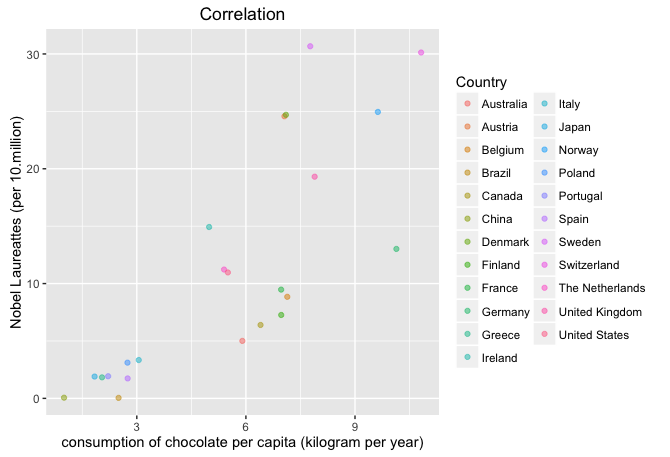 Correlation
30
20
10
0
Nobel Laureattes (per 10.million)
3 6 9
consumption of chocolate per capita (kilogram per year)
Country
Australia
Austria
Belgium
Brazil
Canada
China
Denmark
Finland
France
Germany
Greece
Ireland
Italy
Japan
Norway
Poland
Portugal
Spain
Sweden
Switzerland
The Netherlands
United Kingdom
United States